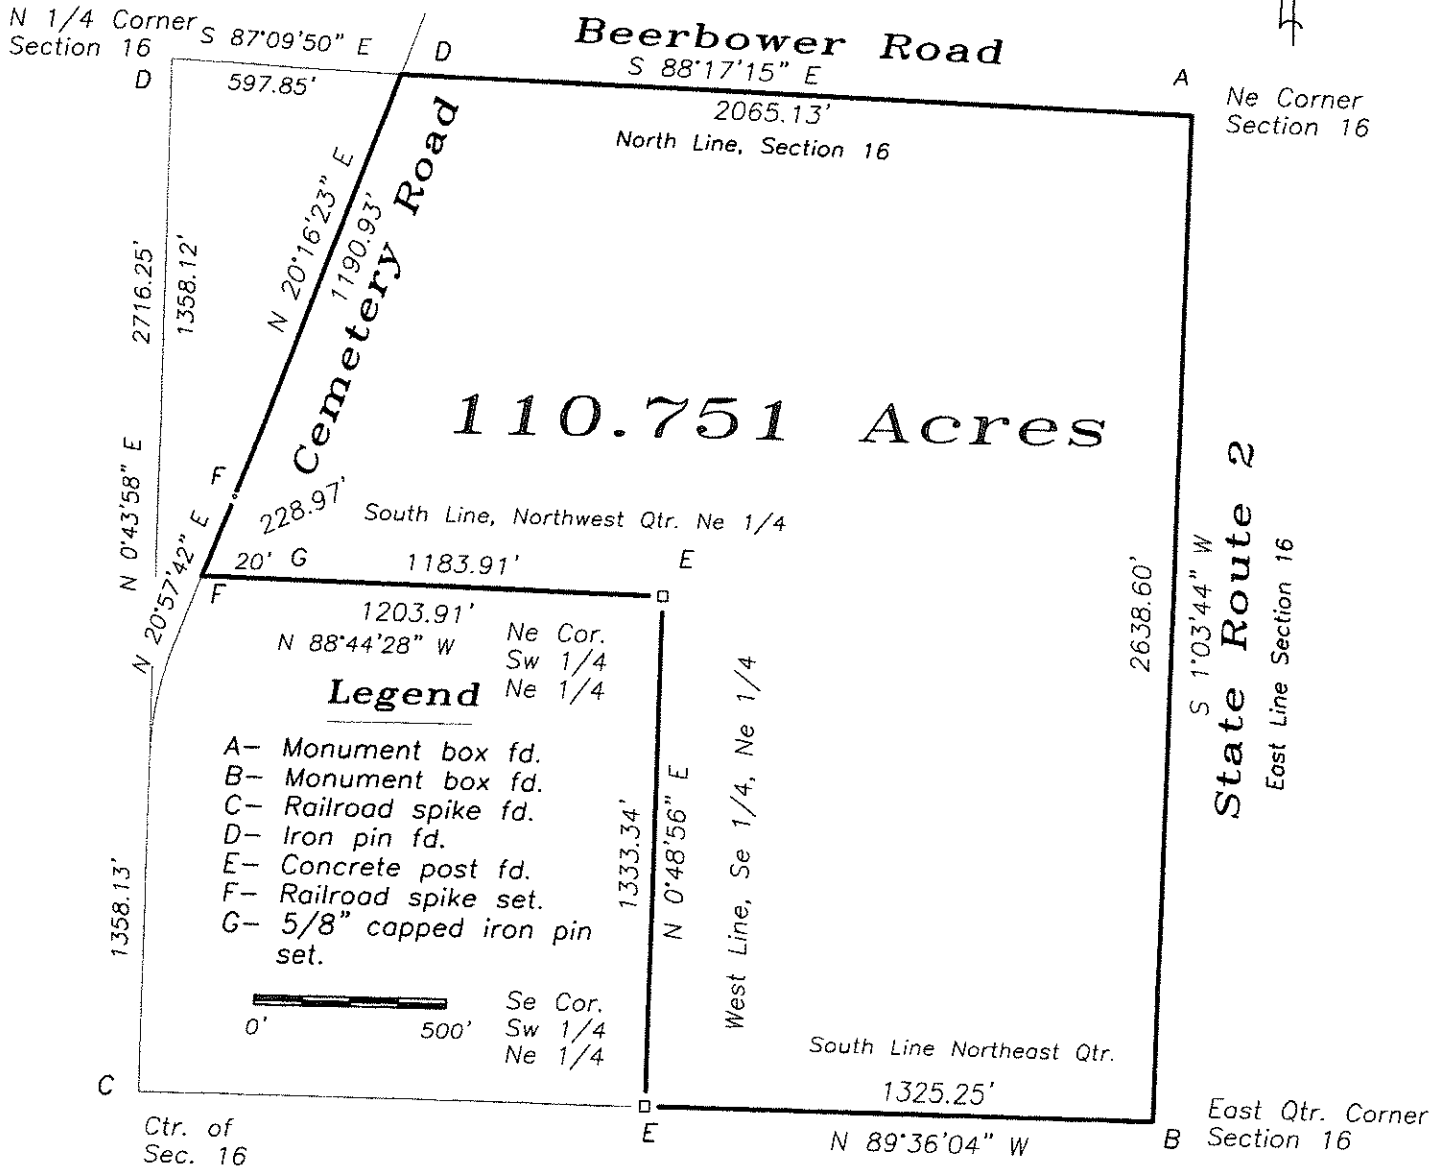 N 1/4 Corner
Section 16
S 87°09'50" E
597.85'
D
D
Beerbower Road
S 88°17'15" E
2065.13'
North Line, Section 16
A
Ne Corner
Section 16
N 20°16'23" E
1190.93'
Cemetery Road
2716.25'
1358.12'
N 0°43'58" E
110.751 Acres
F
228.97'
N 20°57'42" E
South Line, Northwest Qtr. Ne 1/4
20' G
1183.91'
E
F
1203.91'
N 88°44'28" W
Ne Cor.
Sw 1/4
Ne 1/4
2638.60'
S 1°03'44" W
State Route 2
East Line Section 16
Legend
A- Monument box fd.
B- Monument box fd.
C- Railroad spike fd.
D- Iron pin fd.
E- Concrete post fd.
F- Railroad spike set.
G- 5/8" capped iron pin
set.
0' 500'
1358.13'
1333.34'
N 0°48'56" E
West Line, Se 1/4, Ne 1/4
Se Cor.
Sw 1/4
Ne 1/4
South Line Northeast Qtr.
1325.25'
N 89°36'04" W
C
Ctr. of
Sec. 16
E
B
East Qtr. Corner
Section 16